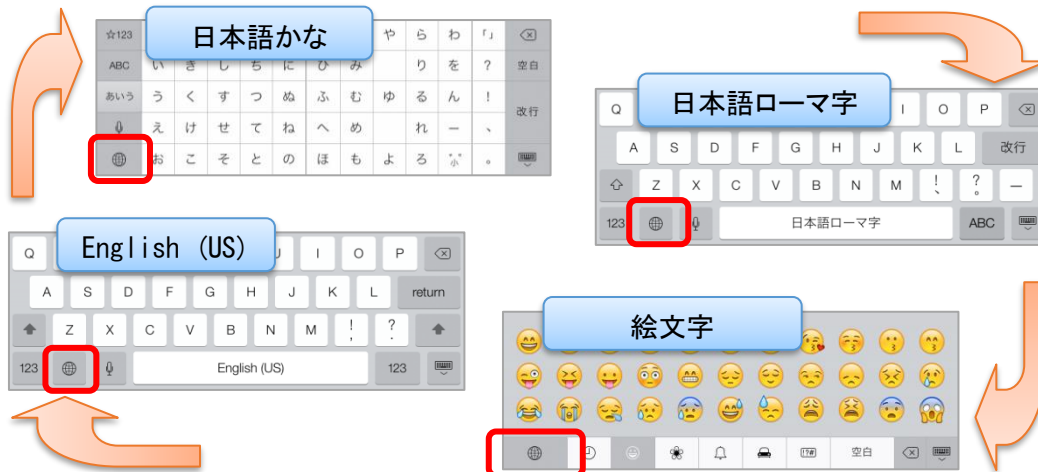 日本語かな
☆123 や ら わ 「」
ABC い き し ち に ひ み り を ? 空白
あいう う く す つ ぬ ふ む ゆ る ん !
改行
え け せ て ね へ め れ ー 、
お こ そ と の ほ も よ ろ ゛゜小 。
日本語ローマ字
Q I O P
A S D F G H J K L 改行
Z X C V B N M !、 ?。 ー
123 日本語ローマ字 ABC
English (US)
Q I O P
A S D F G H J K L return
Z X C V B N M !, ?.
123 English (US) 123
絵文字
!?# 空白